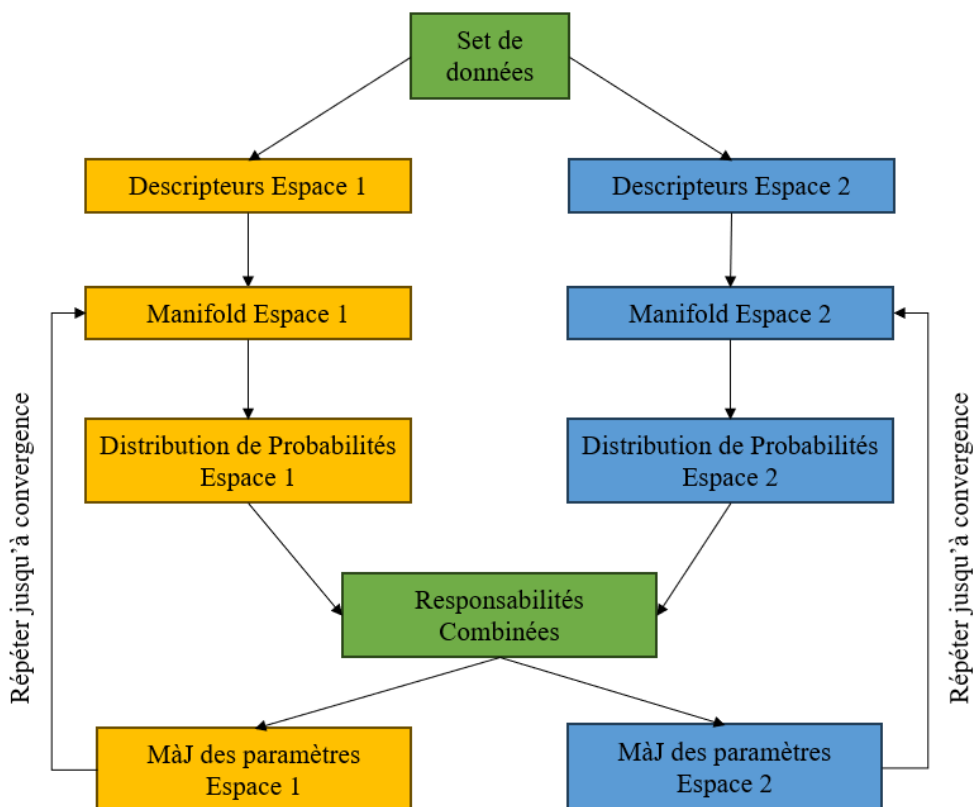 Set de
données
Descripteurs Espace 1
Descripteurs Espace 2
Manifold Espace 1
Manifold Espace 2
Distribution de Probabilités
Espace 1
Distribution de Probabilités
Espace 2
Répéter jusqu'à convergence
Répéter jusqu'à convergence
Responsabilités
Combinées
MàJ des paramètres
Espace 1
MàJ des paramètres
Espace 2